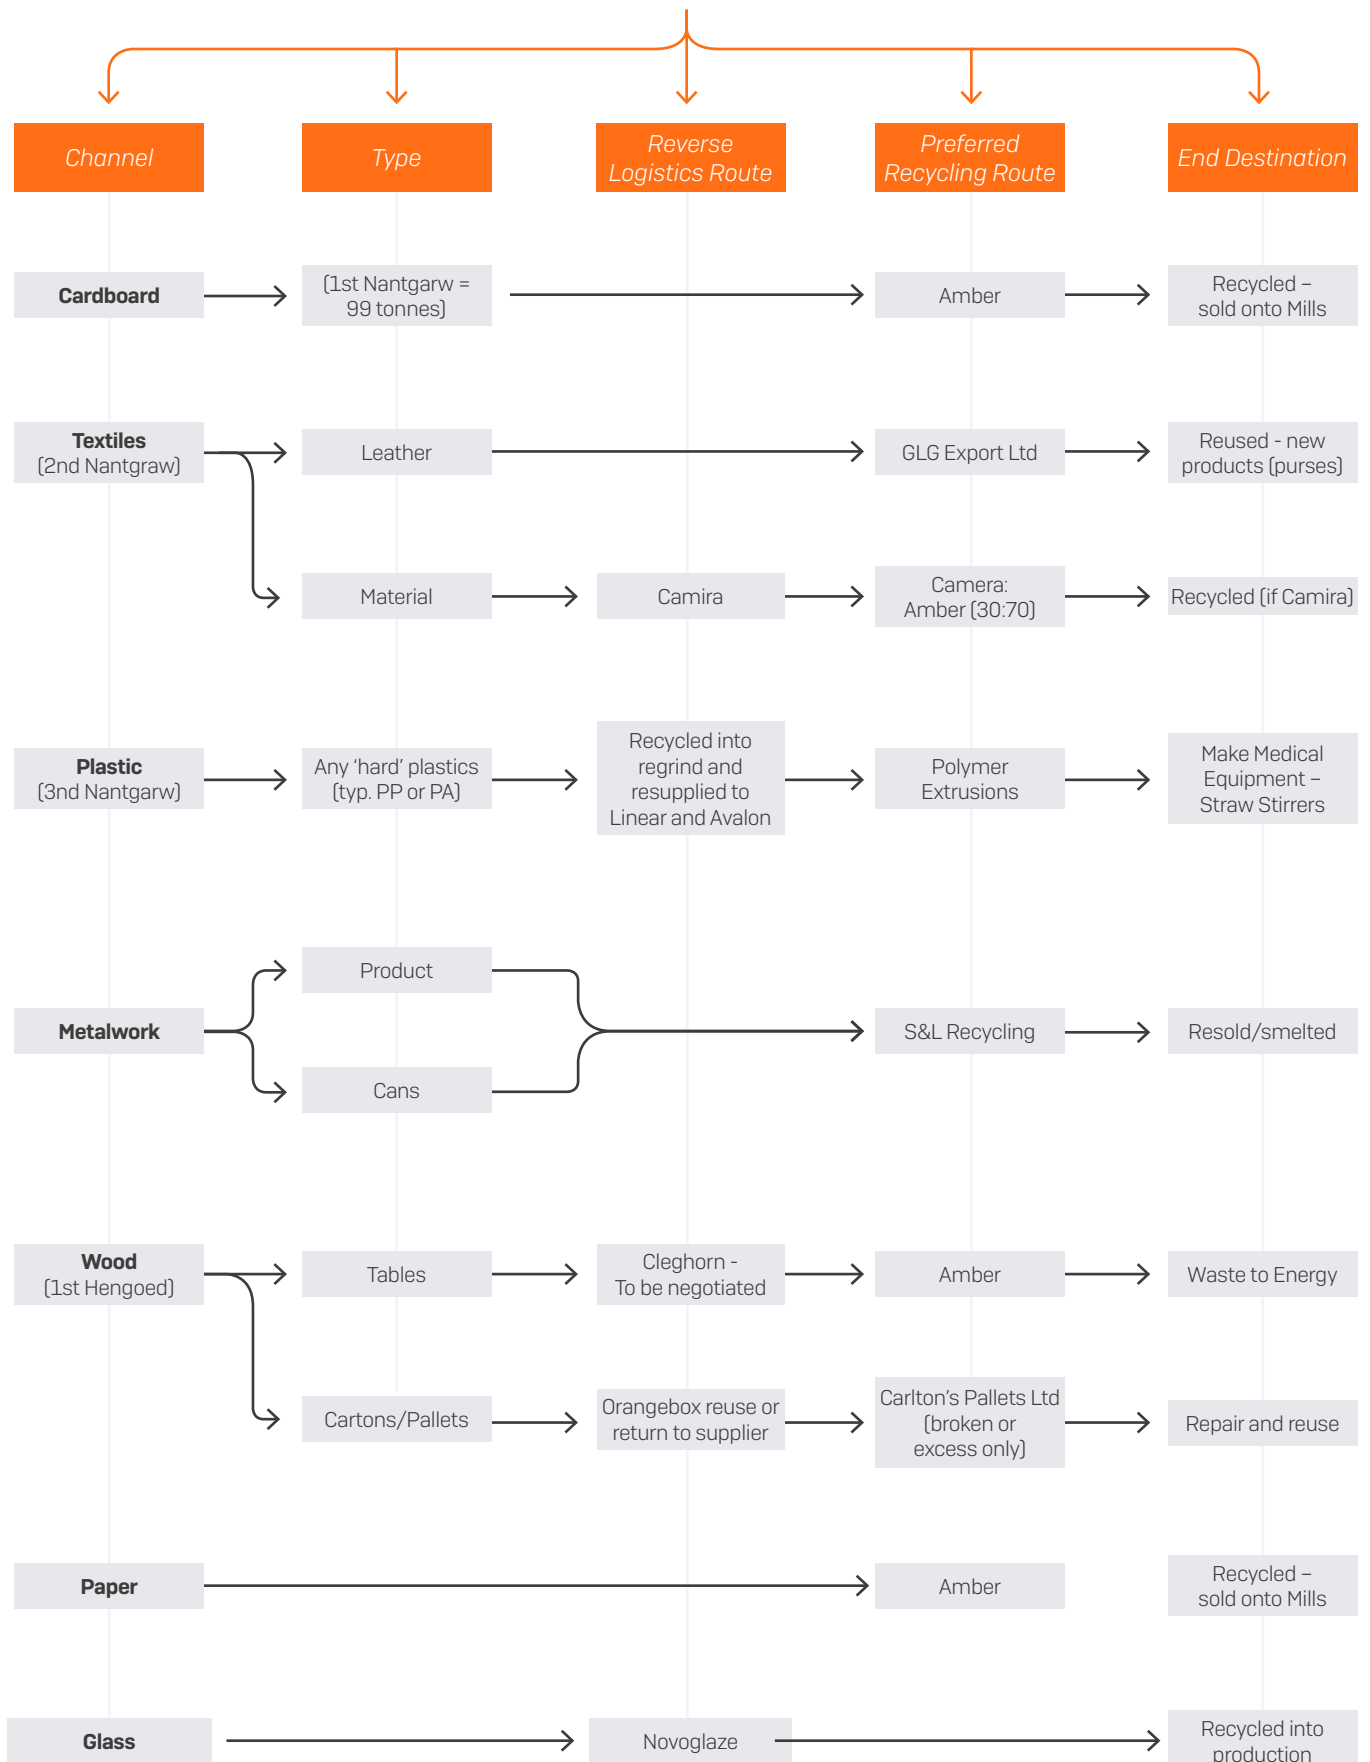 Channel
Type
Reverse
Logistics Route
Preferred
Recycling Route
End Destination
Cardboard
(1st Nantgarw =
99 tonnes)
Amber
Recycled –
sold onto Mills
Textiles
(2nd Nantgraw)
Leather
GLG Export Ltd
Reused - new
products (purses)
Material
Camira
Camera:
Amber (30:70)
Recycled (if Camira)
Plastic
(3nd Nantgarw)
Any ‘hard’ plastics
(typ. PP or PA)
Recycled into
regrind and
resupplied to
Linear and Avalon
Polymer
Extrusions
Make Medical
Equipment –
Straw Stirrers
Metalwork
Product
Cans
S&L Recycling
Resold/smelted
Wood
(1st Hengoed)
Tables
Cleghorn -
To be negotiated
Amber
Waste to Energy
Cartons/Pallets
Orangebox reuse or
return to supplier
Carlton’s Pallets Ltd
(broken or
excess only)
Repair and reuse
Paper
Amber
Recycled –
sold onto Mills
Glass
Novoglaze
Recycled into
production